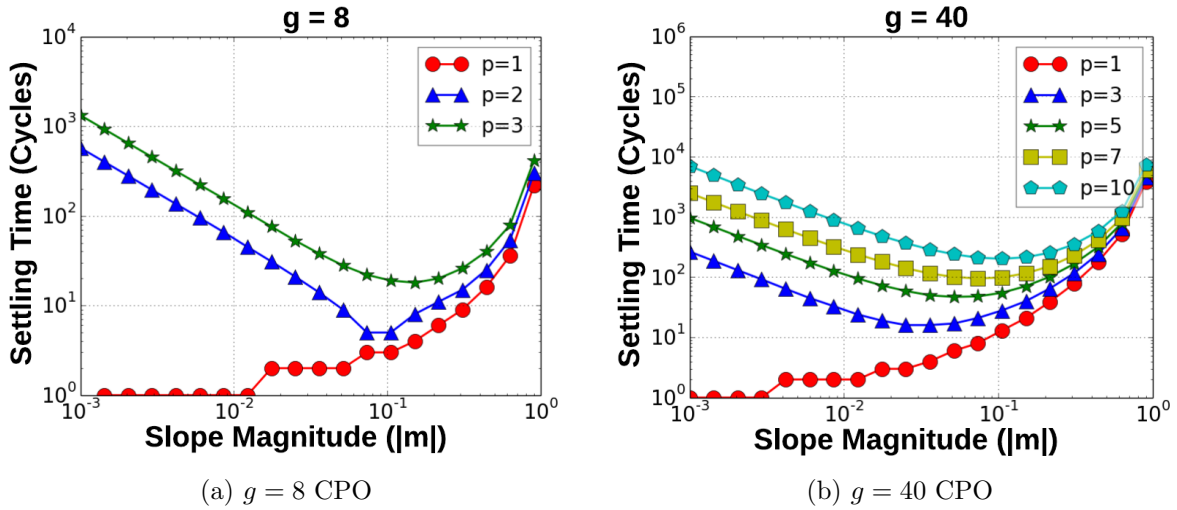 g = 8
Settling Time (Cycles)
10^4
10^3
10^2
10^1
10^0
p=1
p=2
p=3
10^-3
10^-2
10^-1
10^0
Slope Magnitude (|m|)
(a) g = 8 CPO
g = 40
Settling Time (Cycles)
10^6
10^5
10^4
10^3
10^2
10^1
10^0
p=1
p=3
p=5
p=7
p=10
10^-3
10^-2
10^-1
10^0
Slope Magnitude (|m|)
(b) g = 40 CPO